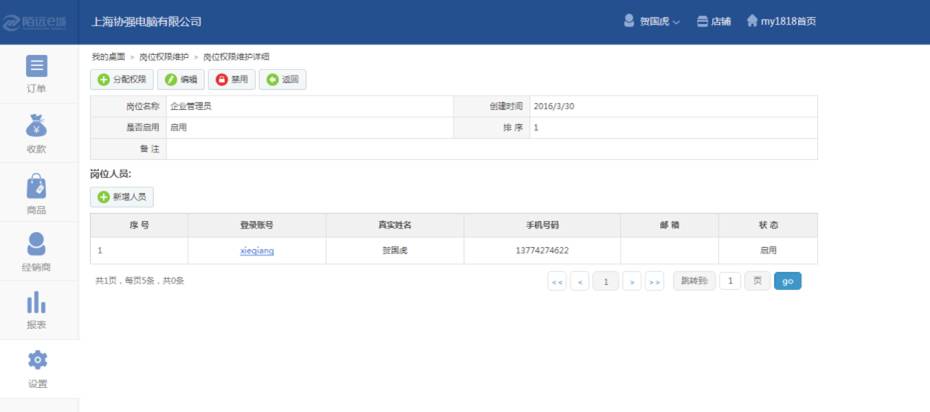 陌远e城 上海协强电脑有限公司 贺国虎 店铺 my1818首页
我的桌面 > 岗位权限维护 > 岗位权限维护详细
分配权限 编辑 禁用 返回
岗位名称 企业管理员 创建时间 2016/3/30
是否启用 启用 排 序 1
备 注
岗位人员:
新增人员
序 号 登录账号 真实姓名 手机号码 邮 箱 状 态
1 xieqiang 贺国虎 13774274622 启用
共1页，每页5条，共0条 << < 1 > >> 跳转到: 1 页 go
订单
收款
商品
经销商
报表
设置